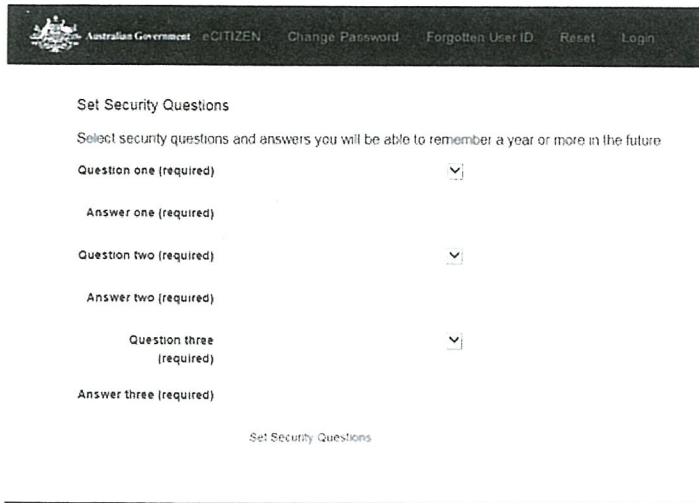 Australian Government eCITIZEN Change Password Forgotten User ID Reset Login
Set Security Questions
Select security questions and answers you will be able to remember a year or more in the future
Question one (required)
Answer one (required)
Question two (required)
Answer two (required)
Question three
(required)
Answer three (required)
Set Security Questions